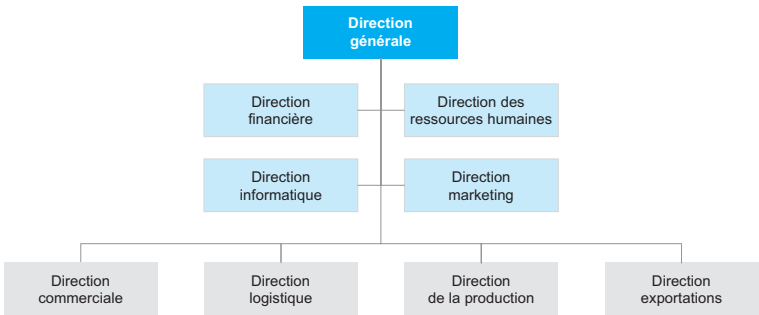 Direction
générale
Direction
financière
Direction des
ressources humaines
Direction
informatique
Direction
marketing
Direction
commerciale
Direction
logistique
Direction
de la production
Direction
exportations